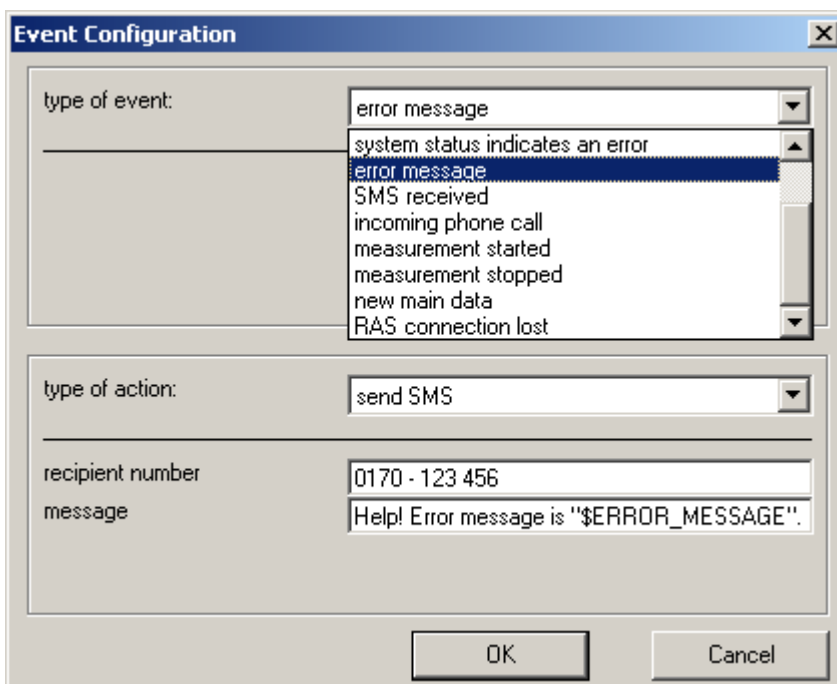 Event Configuration
type of event:
error message
system status indicates an error
error message
SMS received
incoming phone call
measurement started
measurement stopped
new main data
RAS connection lost
type of action:
send SMS
recipient number
0170 - 123 456
message
Help! Error message is "$ERROR_MESSAGE".
OK
Cancel